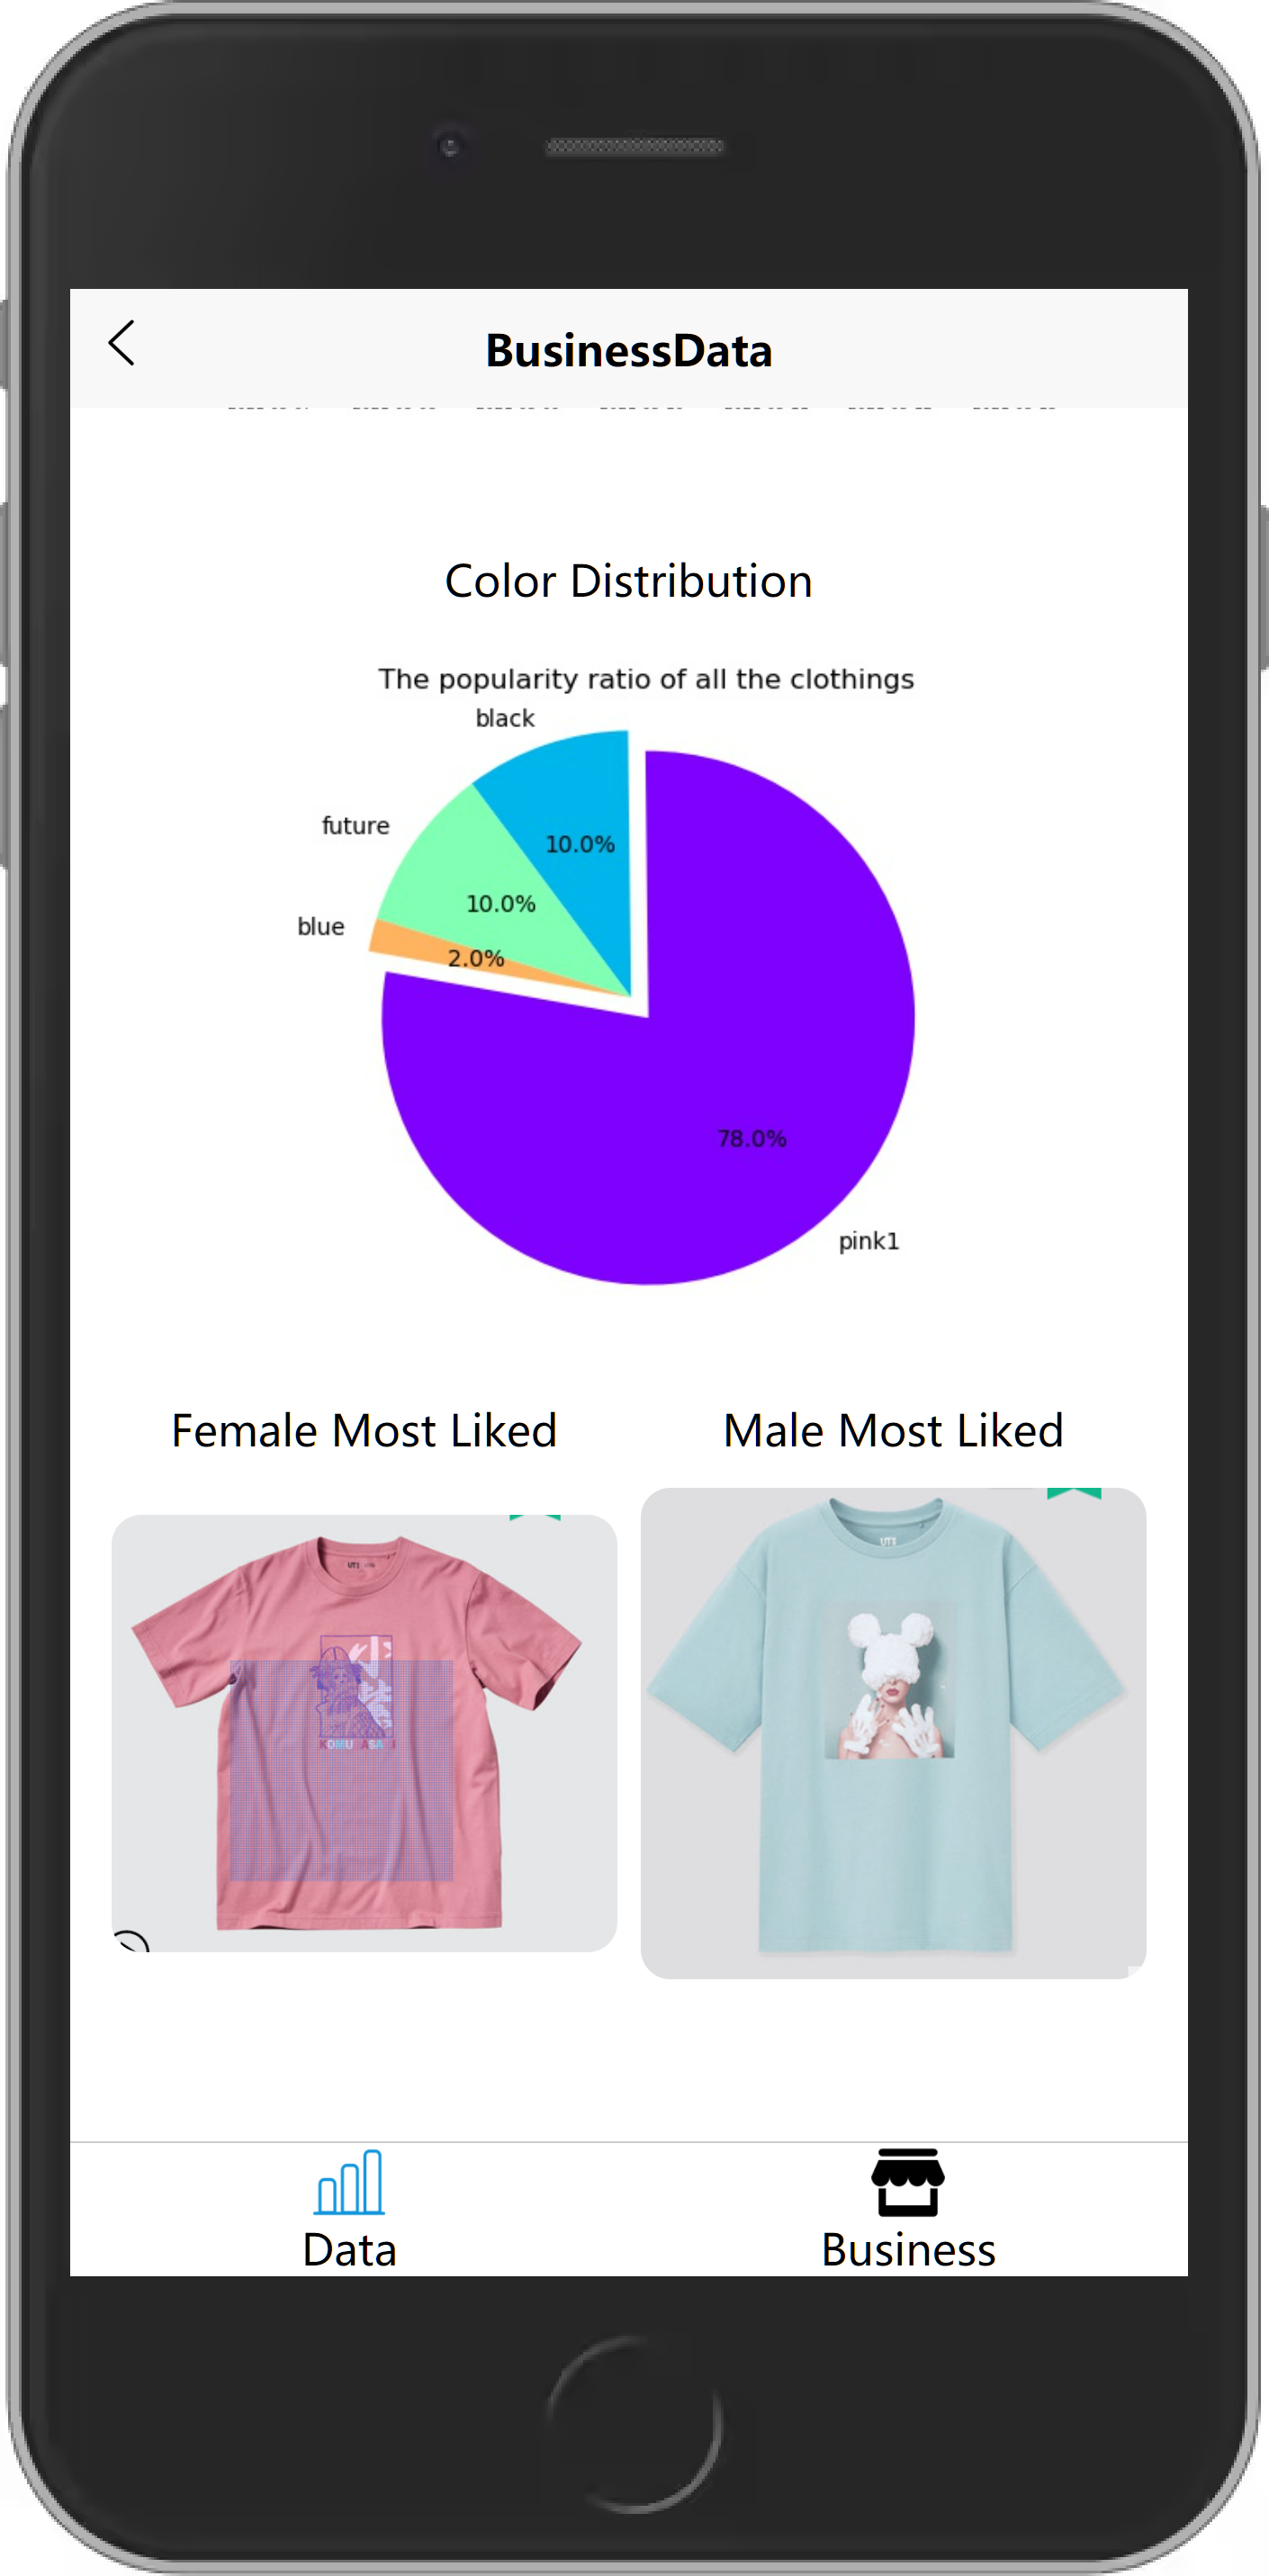 BusinessData
Color Distribution
The popularity ratio of all the clothings
black
future
blue
10.0%
10.0%
2.0%
78.0%
pink1
Female Most Liked
Male Most Liked
Data
Business